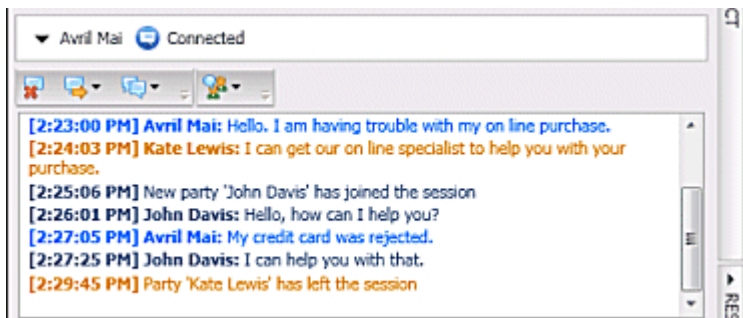 Avril Mai Connected
CT
[2:23:00 PM] Avril Mai: Hello. I am having trouble with my on line purchase.
[2:24:03 PM] Kate Lewis: I can get our on line specialist to help you with your
purchase.
[2:25:06 PM] New party 'John Davis' has joined the session
[2:26:01 PM] John Davis: Hello, how can I help you?
[2:27:05 PM] Avril Mai: My credit card was rejected.
[2:27:25 PM] John Davis: I can help you with that.
[2:29:45 PM] Party 'Kate Lewis' has left the session
RES